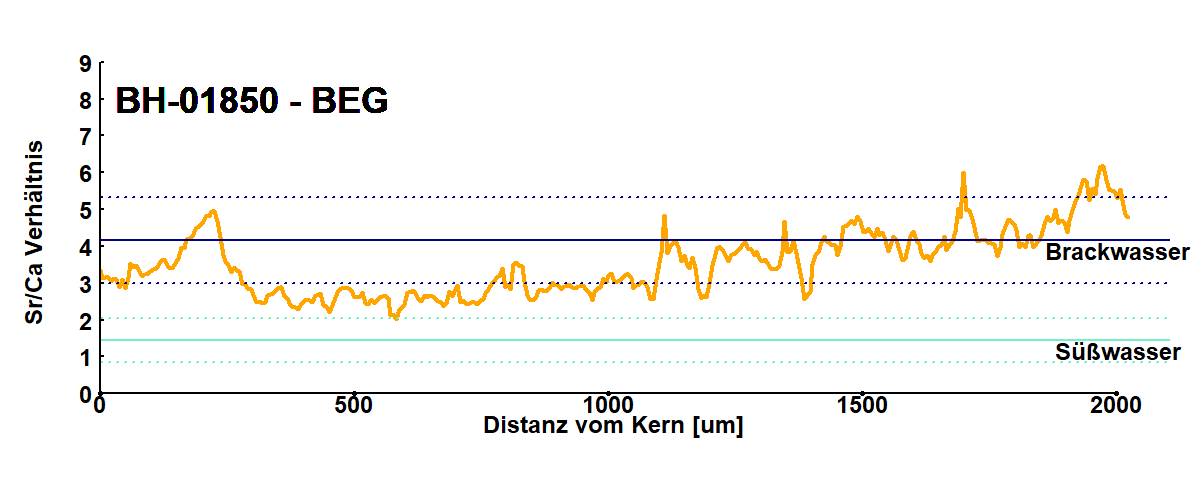 BH-01850 - BEG
Sr/Ca Verhältnis
9
8
7
6
5
4
3
2
1
0
Brackwasser
Süßwasser
0 500 1000 1500 2000
Distanz vom Kern [um]